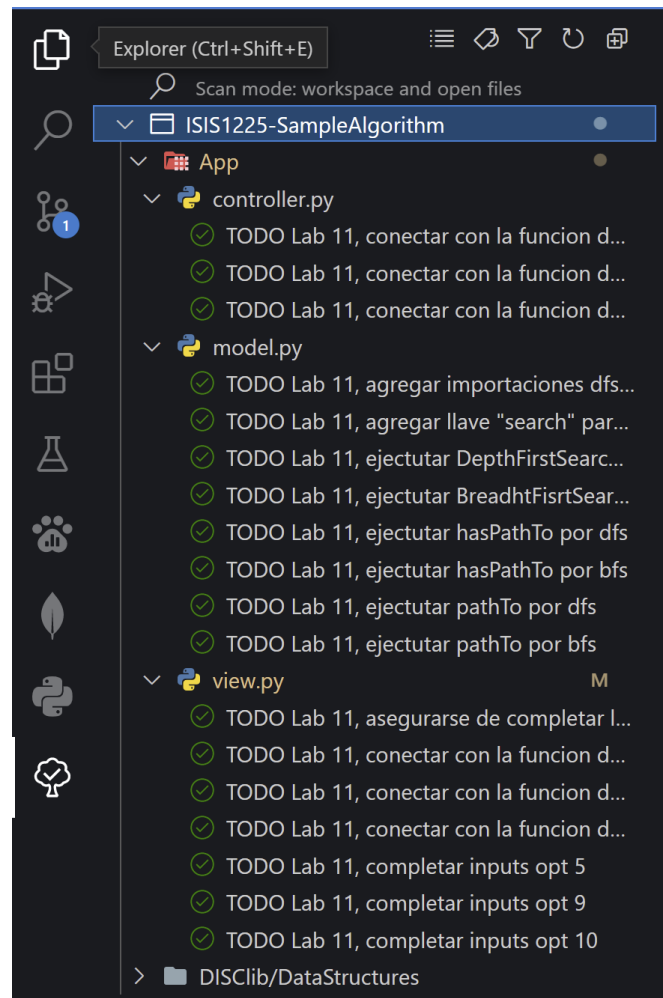 Explorer (Ctrl+Shift+E)
Scan mode: workspace and open files
ISIS1225-SampleAlgorithm
App
controller.py
TODO Lab 11, conectar con la funcion d...
TODO Lab 11, conectar con la funcion d...
TODO Lab 11, conectar con la funcion d...
model.py
TODO Lab 11, agregar importaciones dfs...
TODO Lab 11, agregar llave "search" par...
TODO Lab 11, ejectutar DepthFirstSearc...
TODO Lab 11, ejectutar BreadhtFisrtSear...
TODO Lab 11, ejectutar hasPathTo por dfs
TODO Lab 11, ejectutar hasPathTo por bfs
TODO Lab 11, ejectutar pathTo por dfs
TODO Lab 11, ejectutar pathTo por bfs
view.py M
TODO Lab 11, asegurarse de completar l...
TODO Lab 11, conectar con la funcion d...
TODO Lab 11, conectar con la funcion d...
TODO Lab 11, conectar con la funcion d...
TODO Lab 11, completar inputs opt 5
TODO Lab 11, completar inputs opt 9
TODO Lab 11, completar inputs opt 10
DISClib/DataStructures
1